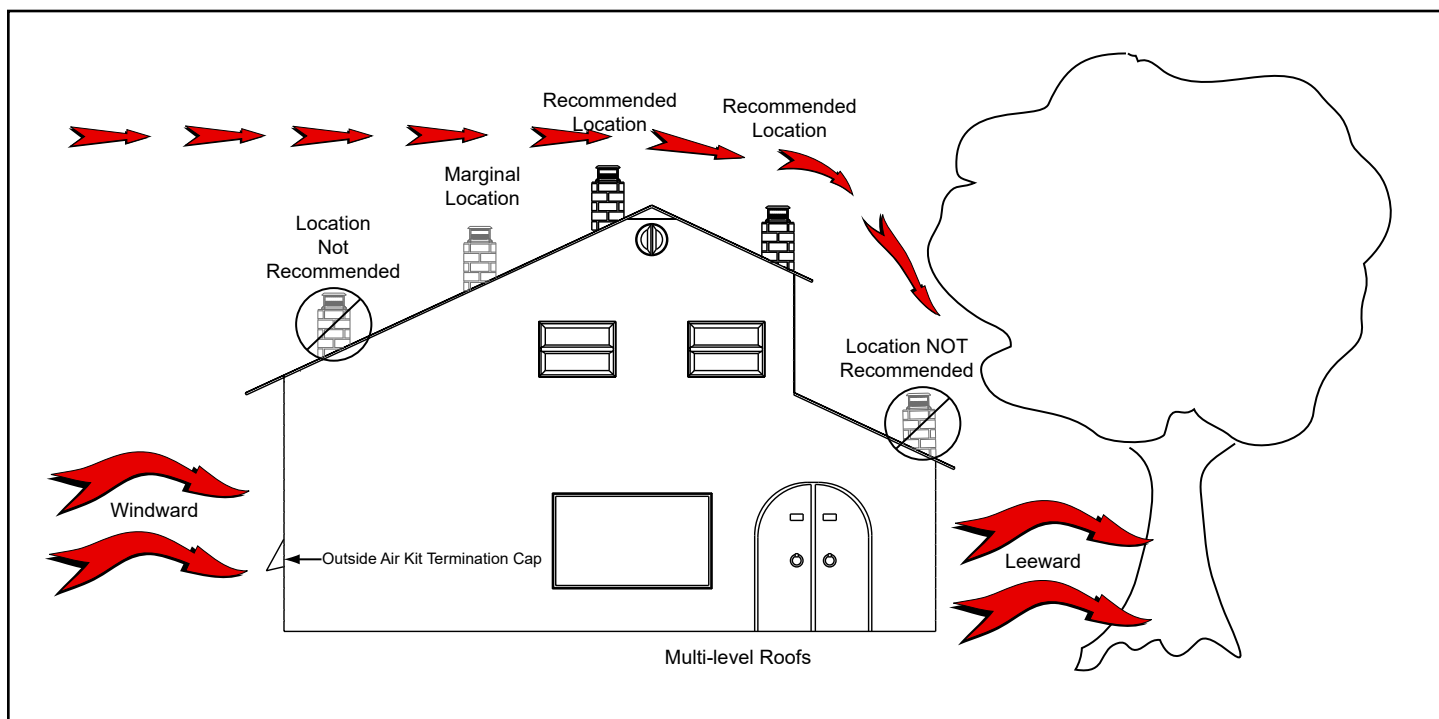 Recommended
Location
Recommended
Location
Marginal
Location
Location
Not
Recommended
Location NOT
Recommended
Windward
Outside Air Kit Termination Cap
Leeward
Multi-level Roofs